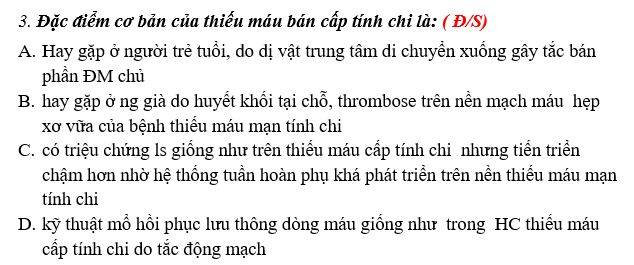 3. Đặc điểm cơ bản của thiếu máu bán cấp tính chi là: ( Đ/S)
A. Hay gặp ở người trẻ tuổi, do dị vật trung tâm di chuyển xuống gây tắc bán
phần ĐM chủ
B. hay gặp ở ng già do huyết khối tại chỗ, thrombose trên nền mạch máu hẹp
xơ vữa của bệnh thiếu máu mạn tính chi
C. có triệu chứng ls giống như trên thiếu máu cấp tính chi nhưng tiến triển
chậm hơn nhờ hệ thống tuần hoàn phụ khá phát triển trên nền thiếu máu mạn
tính chi
D. kỹ thuật mổ hồi phục lưu thông dòng máu giống như trong HC thiếu máu
cấp tính chi do tắc động mạch